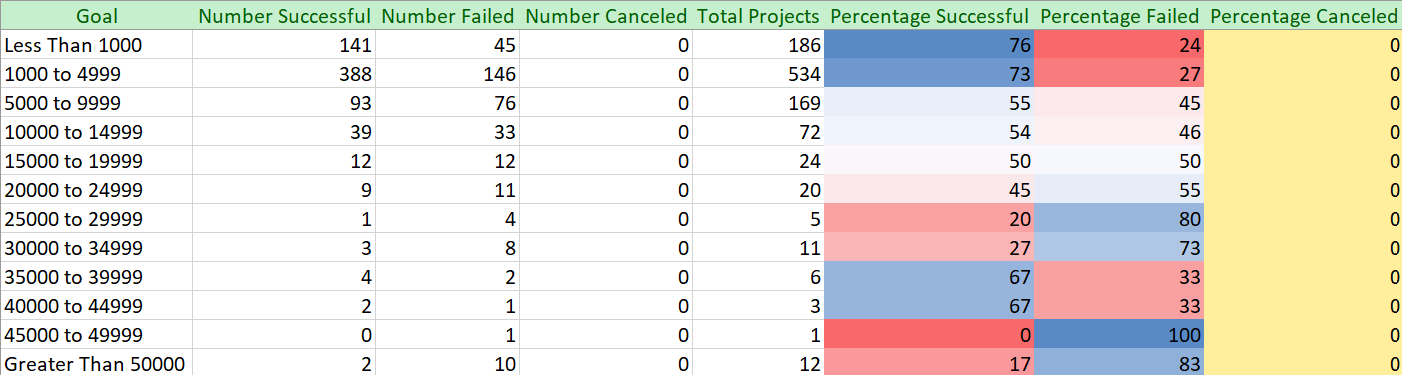 Goal Number Successful Number Failed Number Canceled Total Projects Percentage Successful Percentage Failed Percentage Canceled
Less Than 1000 141 45 0 186 76 24 0
1000 to 4999 388 146 0 534 73 27 0
5000 to 9999 93 76 0 169 55 45 0
10000 to 14999 39 33 0 72 54 46 0
15000 to 19999 12 12 0 24 50 50 0
20000 to 24999 9 11 0 20 45 55 0
25000 to 29999 1 4 0 5 20 80 0
30000 to 34999 3 8 0 11 27 73 0
35000 to 39999 4 2 0 6 67 33 0
40000 to 44999 2 1 0 3 67 33 0
45000 to 49999 0 1 0 1 0 100 0
Greater Than 50000 2 10 0 12 17 83 0